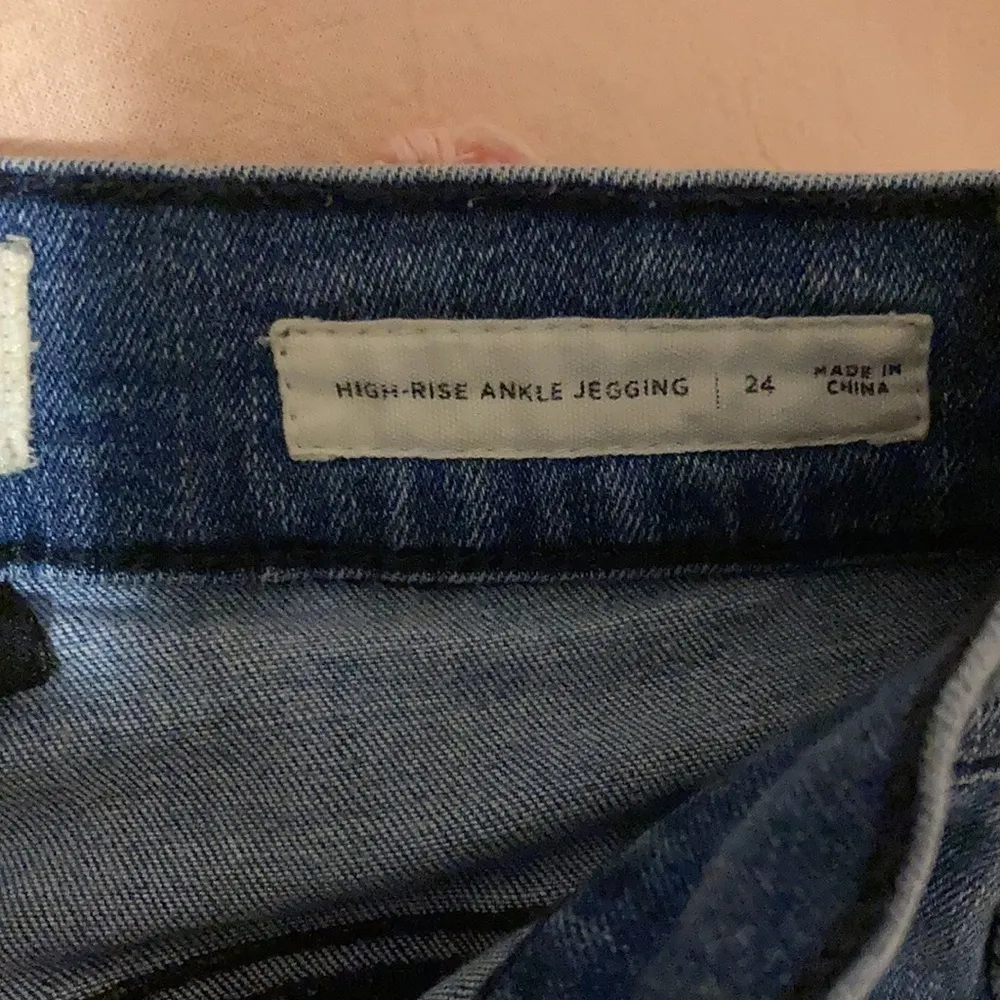 HIGH-RISE ANKLE JEGGING | 24
MADE IN
CHINA